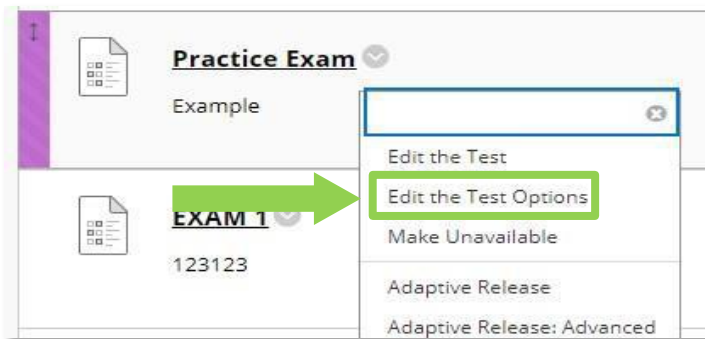 Practice Exam
Example
Edit the Test
Edit the Test Options
EXAM 1
Make Unavailable
123123
Adaptive Release
Adaptive Release: Advanced